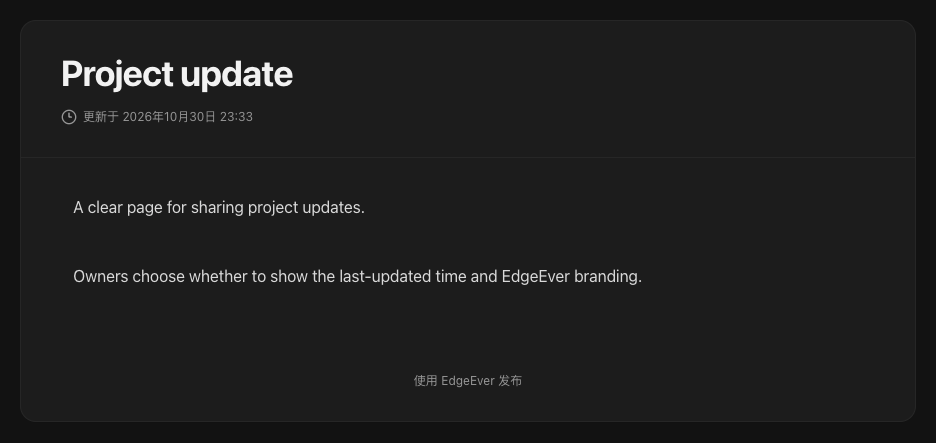 Project update
更新于 2026年10月30日 23:33
A clear page for sharing project updates.
Owners choose whether to show the last-updated time and EdgeEver branding.
使用 EdgeEver 发布